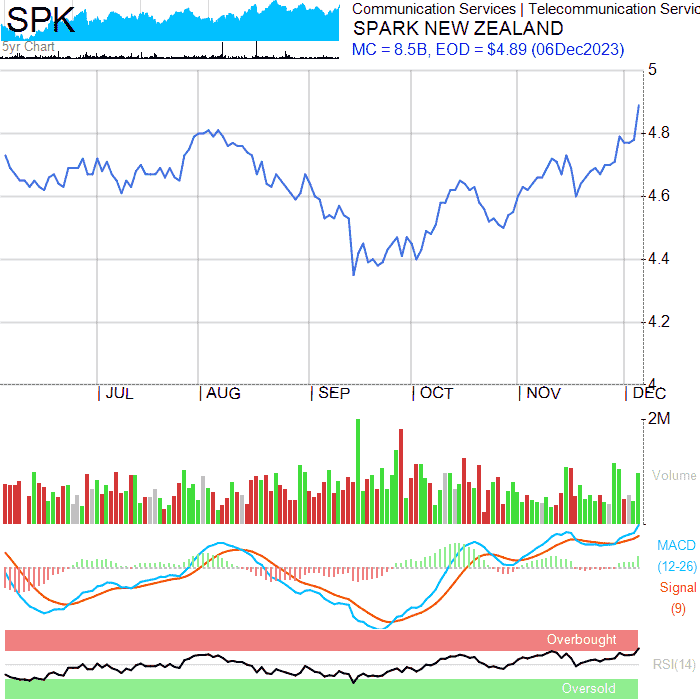 SPK
5yr Chart
Communication Services | Telecommunication Servic
SPARK NEW ZEALAND
MC = 8.5B, EOD = $4.89 (06Dec2023)
5
4.8
4.6
4.4
4.2
4
JUL
AUG
SEP
OCT
NOV
DEC
2M
Volume
MACD
(12-26)
Signal
(9)
Overbought
RSI(14)
Oversold